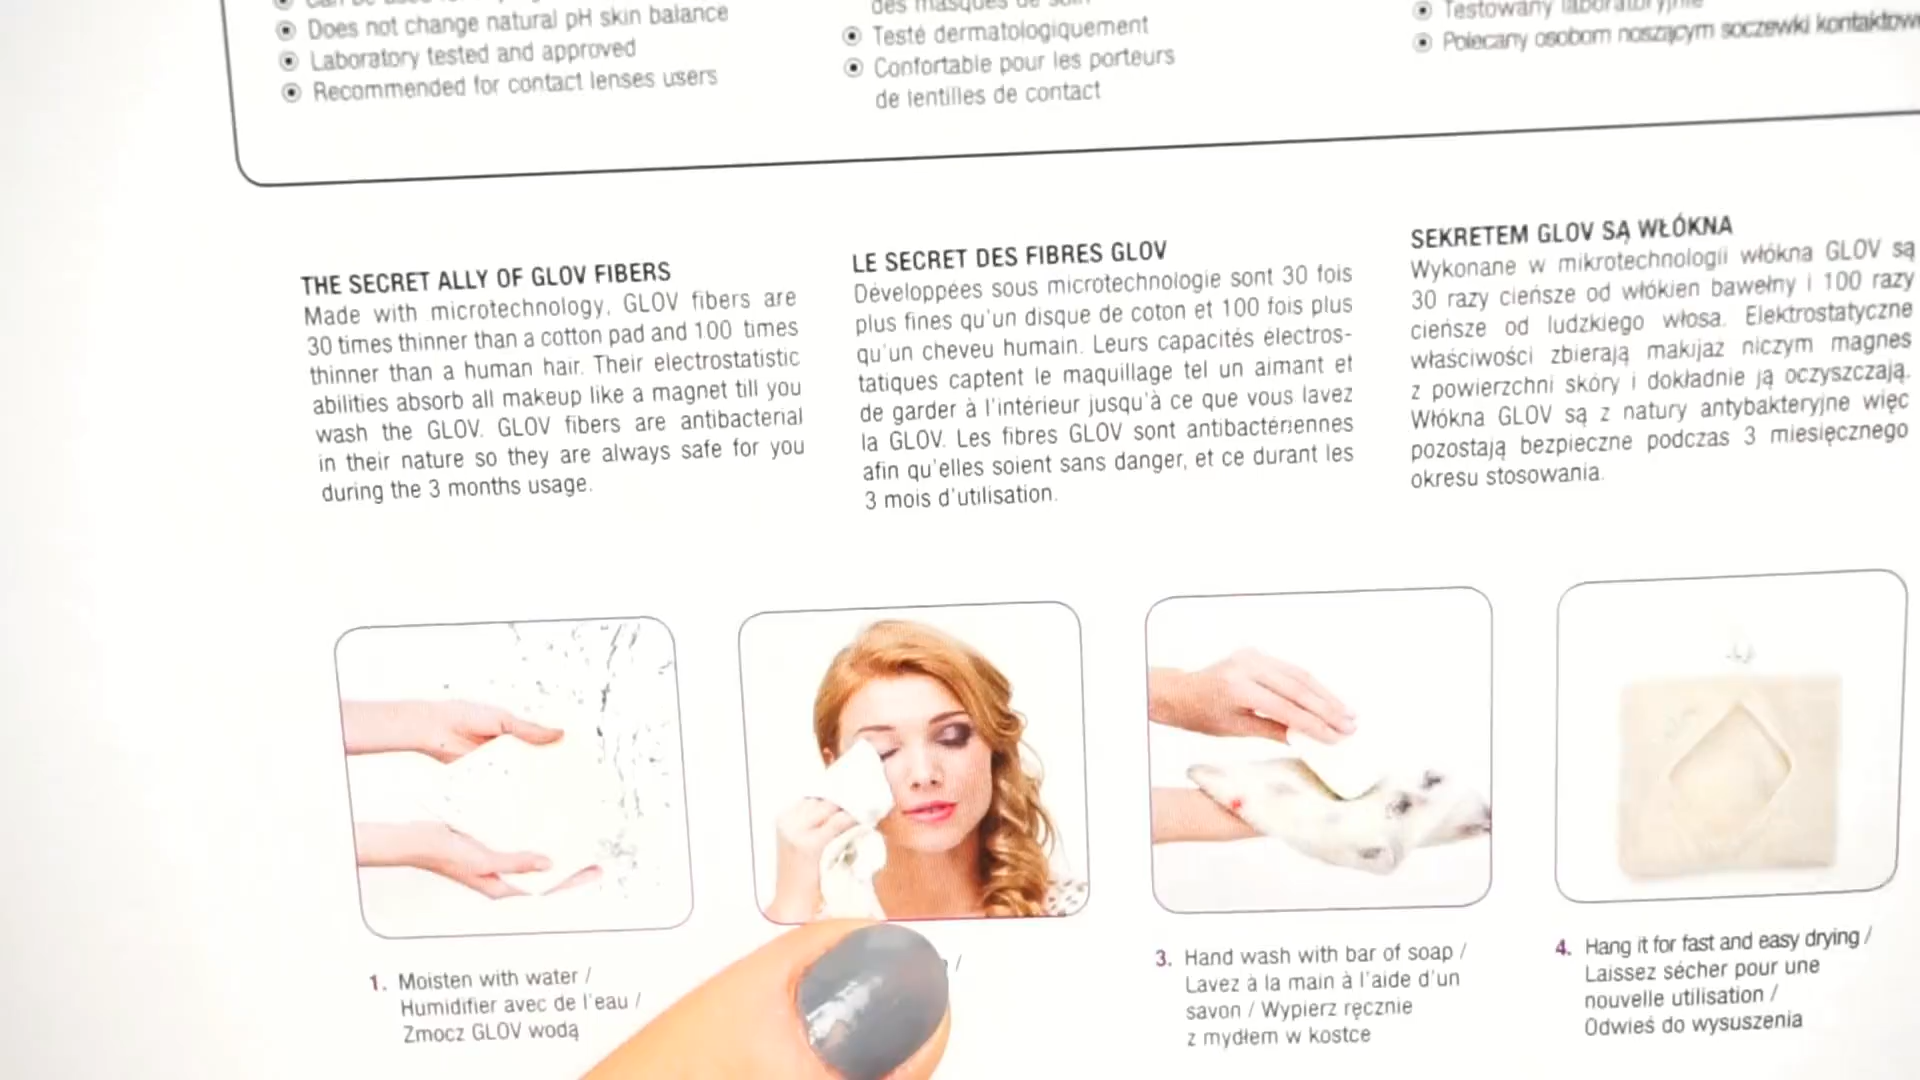 Does not change natural pH skin balance
Laboratory tested and approved
Recommended for contact lenses users
des masques de soin
Testé dermatologiquement
Confortable pour les porteurs
de lentilles de contact
Testowany laboratoryjnie
Polecany osobom noszącym soczewki
THE SECRET ALLY OF GLOV FIBERS
Made with microtechnology, GLOV fibers are
30 times thinner than a cotton pad and 100 times
thinner than a human hair. Their electrostatistic
abilities absorb all makeup like a magnet till you
wash the GLOV. GLOV fibers are antibacterial
in their nature so they are always safe for you
during the 3 months usage.
LE SECRET DES FIBRES GLOV
Développées sous microtechnologie sont 30 fois
plus fines qu'un disque de coton et 100 fois plus
qu'un cheveu humain. Leurs capacités électros-
tatiques captent le maquillage tel un aimant et
de garder à l'intérieur jusqu'à ce que vous lavez
la GLOV. Les fibres GLOV sont antibactériennes
afin qu'elles soient sans danger, et ce durant les
3 mois d'utilisation.
SEKRETEM GLOV SĄ WŁÓKNA
Wykonane w mikrotechnologii włókna GLOV są
30 razy cieńsze od włókien bawełny i 100 razy
cieńsze od ludzkiego włosa. Elektrostatyczne
właściwości zbierają makijaż niczym magnes
z powierzchni skóry i dokładnie ją oczyszczają.
Włókna GLOV są z natury antybakteryjne więc
pozostają bezpieczne podczas 3 miesięcznego
okresu stosowania.
1. Moisten with water /
Humidifier avec de l'eau /
Zmocz GLOV wodą
/
3. Hand wash with bar of soap /
Lavez à la main à l'aide d'un
savon / Wypierz ręcznie
z mydłem w kostce
4. Hang it for fast and easy drying /
Laissez sécher pour une
nouvelle utilisation /
Odwieś do wysuszenia